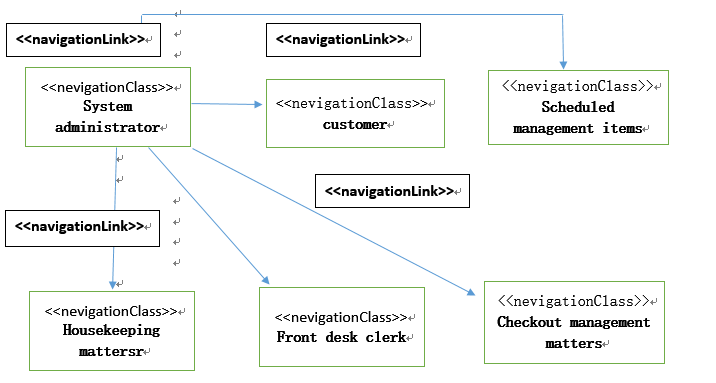 <<navigationLink>>
<<navigationLink>>
<<nevigationClass>>
System
administrator
<<nevigationClass>>
customer
<<nevigationClass>>
Scheduled
management items
<<navigationLink>>
<<navigationLink>>
<<nevigationClass>>
Housekeeping
mattersr
<<nevigationClass>>
Front desk clerk
<<nevigationClass>>
Checkout management
matters